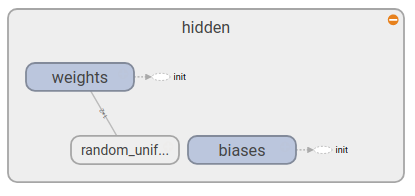 hidden
weights
init
random_unif...
biases
init